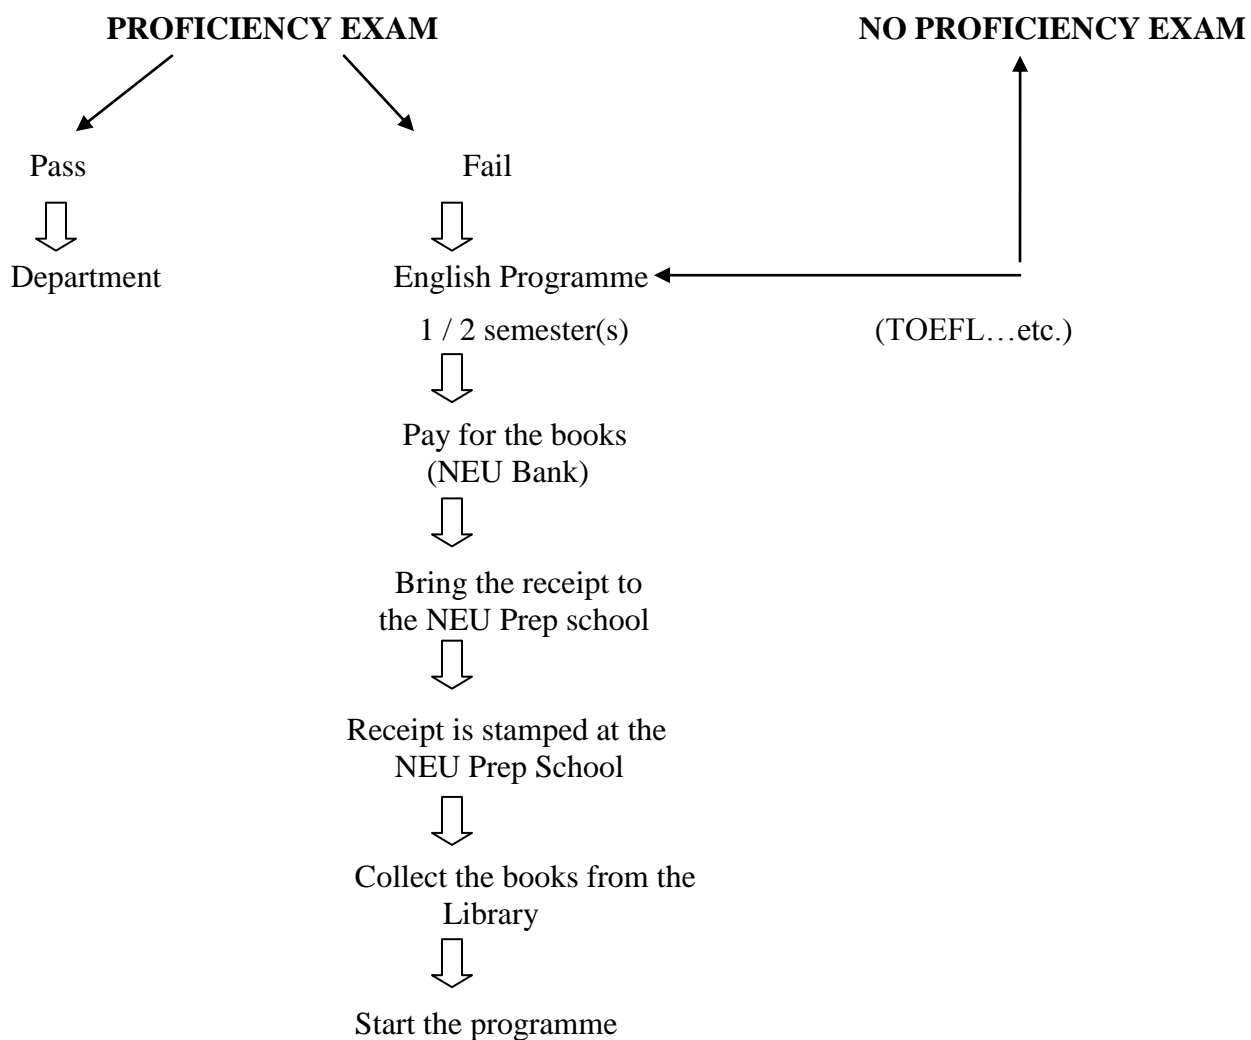 PROFICIENCY EXAM
NO PROFICIENCY EXAM
Pass
Fail
Department
English Programme
1 / 2 semester(s)
(TOEFL…etc.)
Pay for the books
(NEU Bank)
Bring the receipt to
the NEU Prep school
Receipt is stamped at the
NEU Prep School
Collect the books from the
Library
Start the programme